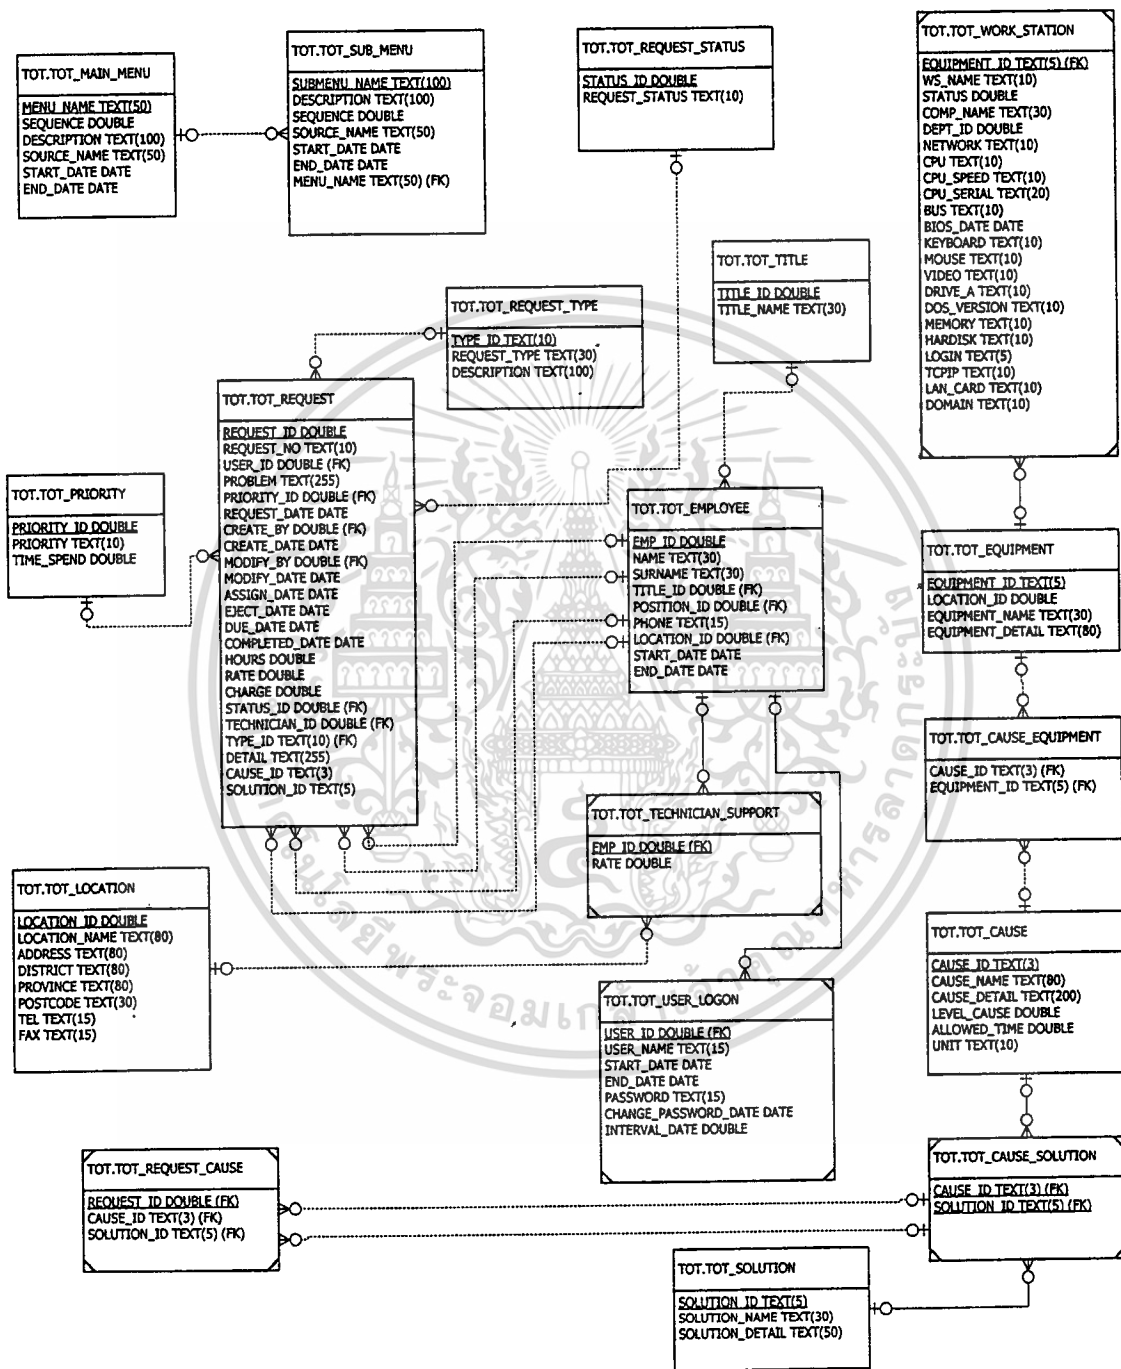 TOT.TOT_MAIN_MENU
MENU_NAME TEXT(50)
SEQUENCE DOUBLE
DESCRIPTION TEXT(100)
SOURCE_NAME TEXT(50)
START_DATE DATE
END_DATE DATE
TOT.TOT_SUB_MENU
SUBMENU_NAME TEXT(100)
DESCRIPTION TEXT(100)
SEQUENCE DOUBLE
SOURCE_NAME TEXT(50)
START_DATE DATE
END_DATE DATE
MENU_NAME TEXT(50) (FK)
TOT.TOT_REQUEST_STATUS
STATUS_ID DOUBLE
REQUEST_STATUS TEXT(10)
TOT.TOT_WORK_STATION
EQUIPMENT_ID TEXT(5) (FK)
WS_NAME TEXT(10)
STATUS DOUBLE
COMP_NAME TEXT(30)
DEPT_ID DOUBLE
NETWORK TEXT(10)
CPU TEXT(10)
CPU_SPEED TEXT(10)
CPU_SERIAL TEXT(20)
BUS TEXT(10)
BIOS_DATE DATE
KEYBOARD TEXT(10)
MOUSE TEXT(10)
VIDEO TEXT(10)
DRIVE_A TEXT(10)
DOS_VERSION TEXT(10)
MEMORY TEXT(10)
HARDISK TEXT(10)
LOGIN TEXT(5)
TCPIP TEXT(10)
LAN_CARD TEXT(10)
DOMAIN TEXT(10)
TOT.TOT_TITLE
TITLE_ID DOUBLE
TITLE_NAME TEXT(30)
TOT.TOT_REQUEST_TYPE
TYPE_ID TEXT(10)
REQUEST_TYPE TEXT(30)
DESCRIPTION TEXT(100)
TOT.TOT_REQUEST
REQUEST_ID DOUBLE
REQUEST_NO TEXT(10)
USER_ID DOUBLE (FK)
PROBLEM TEXT(255)
PRIORITY_ID DOUBLE (FK)
REQUEST_DATE DATE
CREATE_BY DOUBLE (FK)
CREATE_DATE DATE
MODIFY_BY DOUBLE (FK)
MODIFY_DATE DATE
ASSIGN_DATE DATE
EJECT_DATE DATE
DUE_DATE DATE
COMPLETED_DATE DATE
HOURS DOUBLE
RATE DOUBLE
CHARGE DOUBLE
STATUS_ID DOUBLE (FK)
TECHNICIAN_ID DOUBLE (FK)
TYPE_ID TEXT(10) (FK)
DETAIL TEXT(255)
CAUSE_ID TEXT(3)
SOLUTION_ID TEXT(5)
TOT.TOT_PRIORITY
PRIORITY_ID DOUBLE
PRIORITY TEXT(10)
TIME_SPEND DOUBLE
TOT.TOT_EMPLOYEE
EMP_ID DOUBLE
NAME TEXT(30)
SURNAME TEXT(30)
TITLE_ID DOUBLE (FK)
POSITION_ID DOUBLE (FK)
PHONE TEXT(15)
LOCATION_ID DOUBLE (FK)
START_DATE DATE
END_DATE DATE
TOT.TOT_EQUIPMENT
EQUIPMENT_ID TEXT(5)
LOCATION_ID DOUBLE
EQUIPMENT_NAME TEXT(30)
EQUIPMENT_DETAIL TEXT(80)
TOT.TOT_CAUSE_EQUIPMENT
CAUSE_ID TEXT(3) (FK)
EQUIPMENT_ID TEXT(5) (FK)
TOT.TOT_TECHNICIAN_SUPPORT
EMP_ID DOUBLE (FK)
RATE DOUBLE
TOT.TOT_LOCATION
LOCATION_ID DOUBLE
LOCATION_NAME TEXT(80)
ADDRESS TEXT(80)
DISTRICT TEXT(80)
PROVINCE TEXT(80)
POSTCODE TEXT(30)
TEL TEXT(15)
FAX TEXT(15)
TOT.TOT_CAUSE
CAUSE_ID TEXT(3)
CAUSE_NAME TEXT(80)
CAUSE_DETAIL TEXT(200)
LEVEL_CAUSE DOUBLE
ALLOWED_TIME DOUBLE
UNIT TEXT(10)
TOT.TOT_USER_LOGON
USER_ID DOUBLE (FK)
USER_NAME TEXT(15)
START_DATE DATE
END_DATE DATE
PASSWORD TEXT(15)
CHANGE_PASSWORD_DATE DATE
INTERVAL_DATE DOUBLE
TOT.TOT_REQUEST_CAUSE
REQUEST_ID DOUBLE (FK)
CAUSE_ID TEXT(3) (FK)
SOLUTION_ID TEXT(5) (FK)
TOT.TOT_CAUSE_SOLUTION
CAUSE_ID TEXT(3) (FK)
SOLUTION_ID TEXT(5) (FK)
TOT.TOT_SOLUTION
SOLUTION_ID TEXT(5)
SOLUTION_NAME TEXT(30)
SOLUTION_DETAIL TEXT(50)